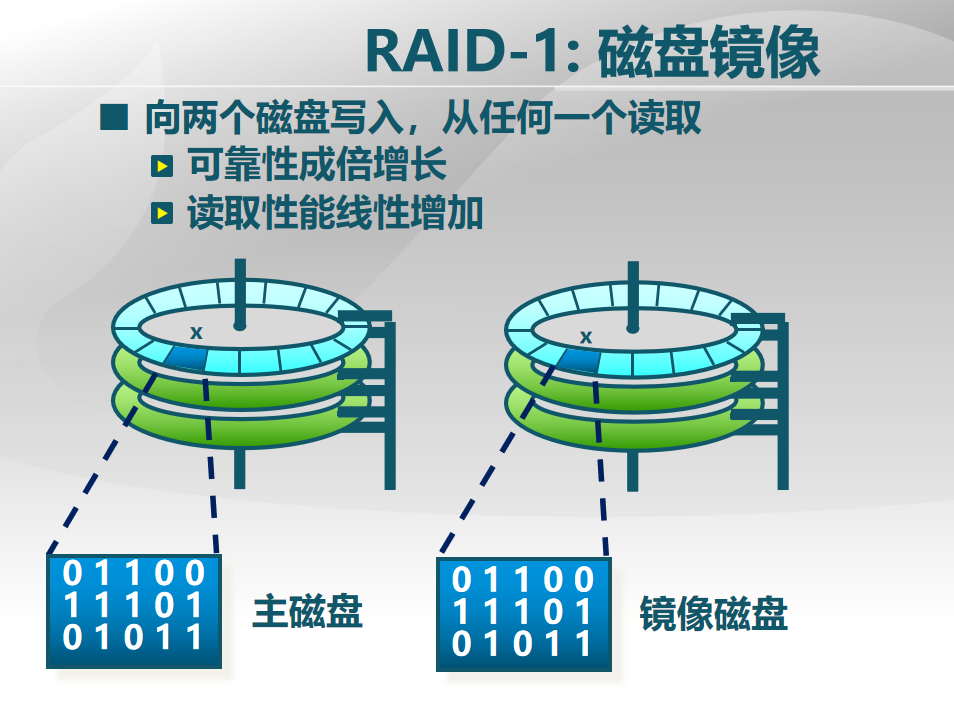 RAID-1: 磁盘镜像
向两个磁盘写入，从任何一个读取
可靠性成倍增长
读取性能线性增加
x
x
0 1 1 0 0
1 1 1 0 1
0 1 0 1 1
主磁盘
0 1 1 0 0
1 1 1 0 1
0 1 0 1 1
镜像磁盘